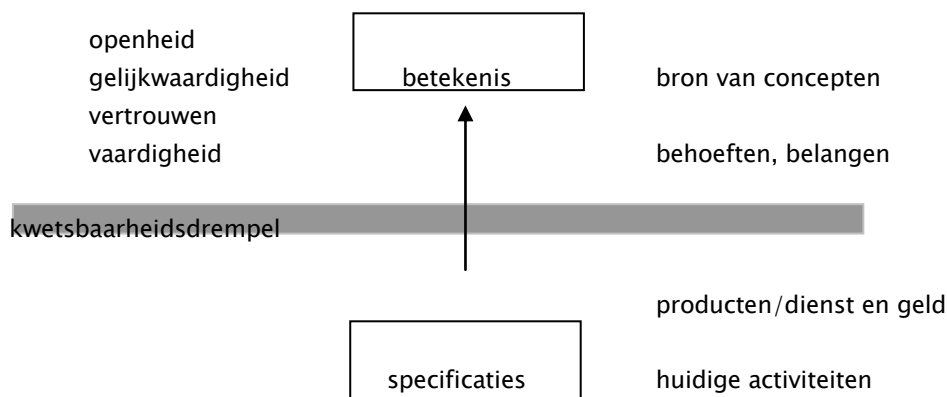 openheid
gelijkwaardigheid betekenis bron van concepten
vertrouwen
vaardigheid behoeften, belangen
kwetsbaarheidsdrempel
producten/dienst en geld
specificaties huidige activiteiten